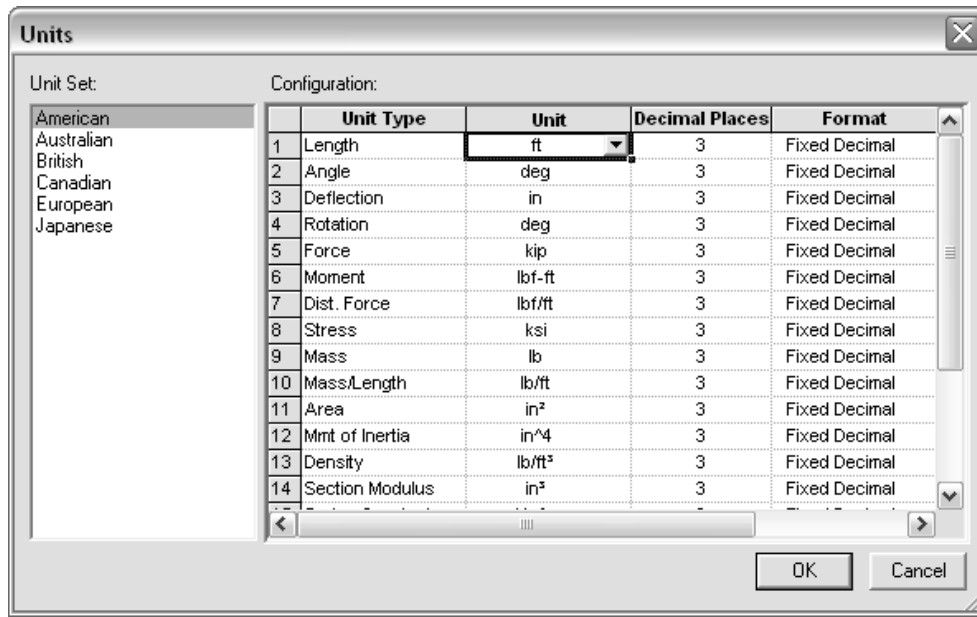 Units
Unit Set:
American
Australian
British
Canadian
European
Japanese
Configuration:
Unit Type Unit Decimal Places Format
1 Length ft 3 Fixed Decimal
2 Angle deg 3 Fixed Decimal
3 Deflection in 3 Fixed Decimal
4 Rotation deg 3 Fixed Decimal
5 Force kip 3 Fixed Decimal
6 Moment lbf-ft 3 Fixed Decimal
7 Dist. Force lbf/ft 3 Fixed Decimal
8 Stress ksi 3 Fixed Decimal
9 Mass lb 3 Fixed Decimal
10 Mass/Length lb/ft 3 Fixed Decimal
11 Area in² 3 Fixed Decimal
12 Mmt of Inertia in^4 3 Fixed Decimal
13 Density lb/ft³ 3 Fixed Decimal
14 Section Modulus in³ 3 Fixed Decimal
OK Cancel